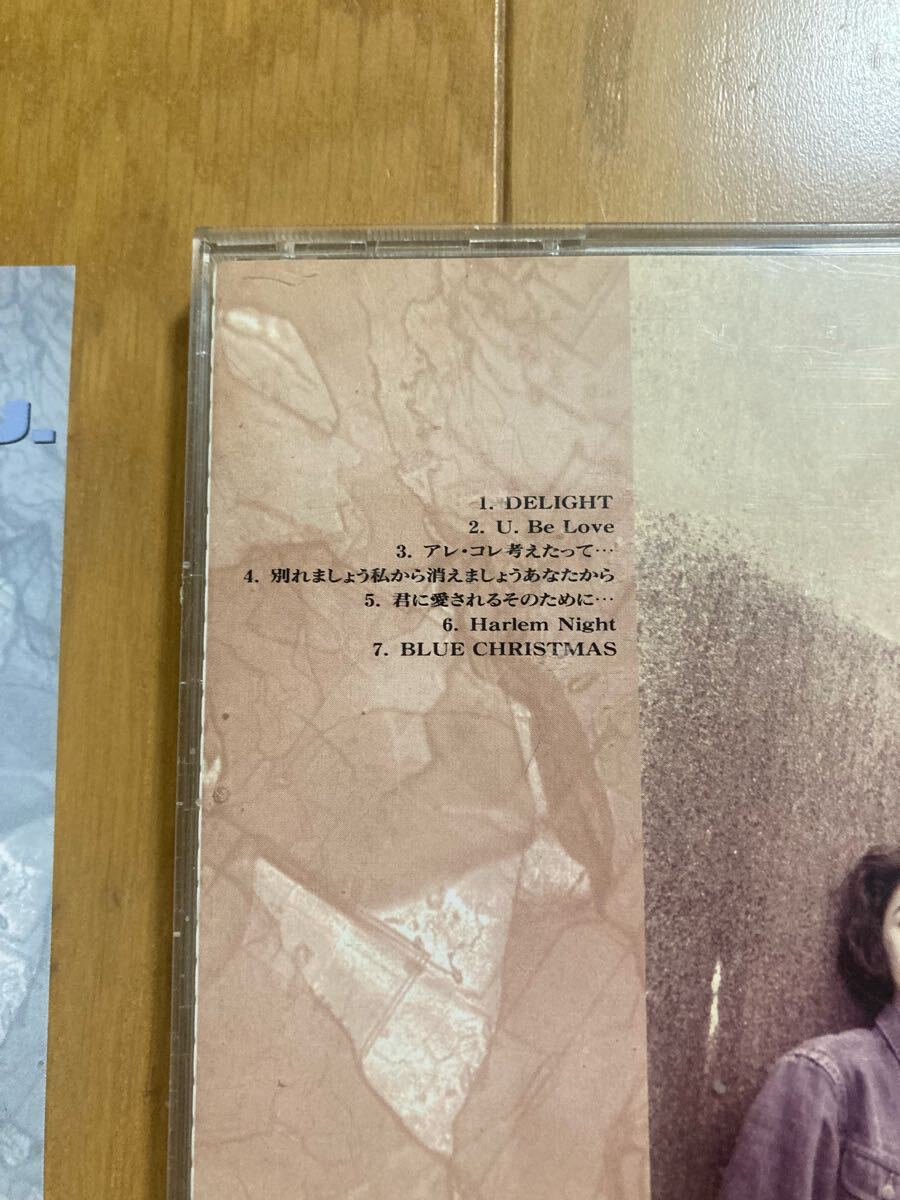 1. DELIGHT
2. U. Be Love
3. アレ・コレ考えたって…
4. 別れましょう私から消えましょうあなたから
5. 君に愛されるそのために…
6. Harlem Night
7. BLUE CHRISTMAS